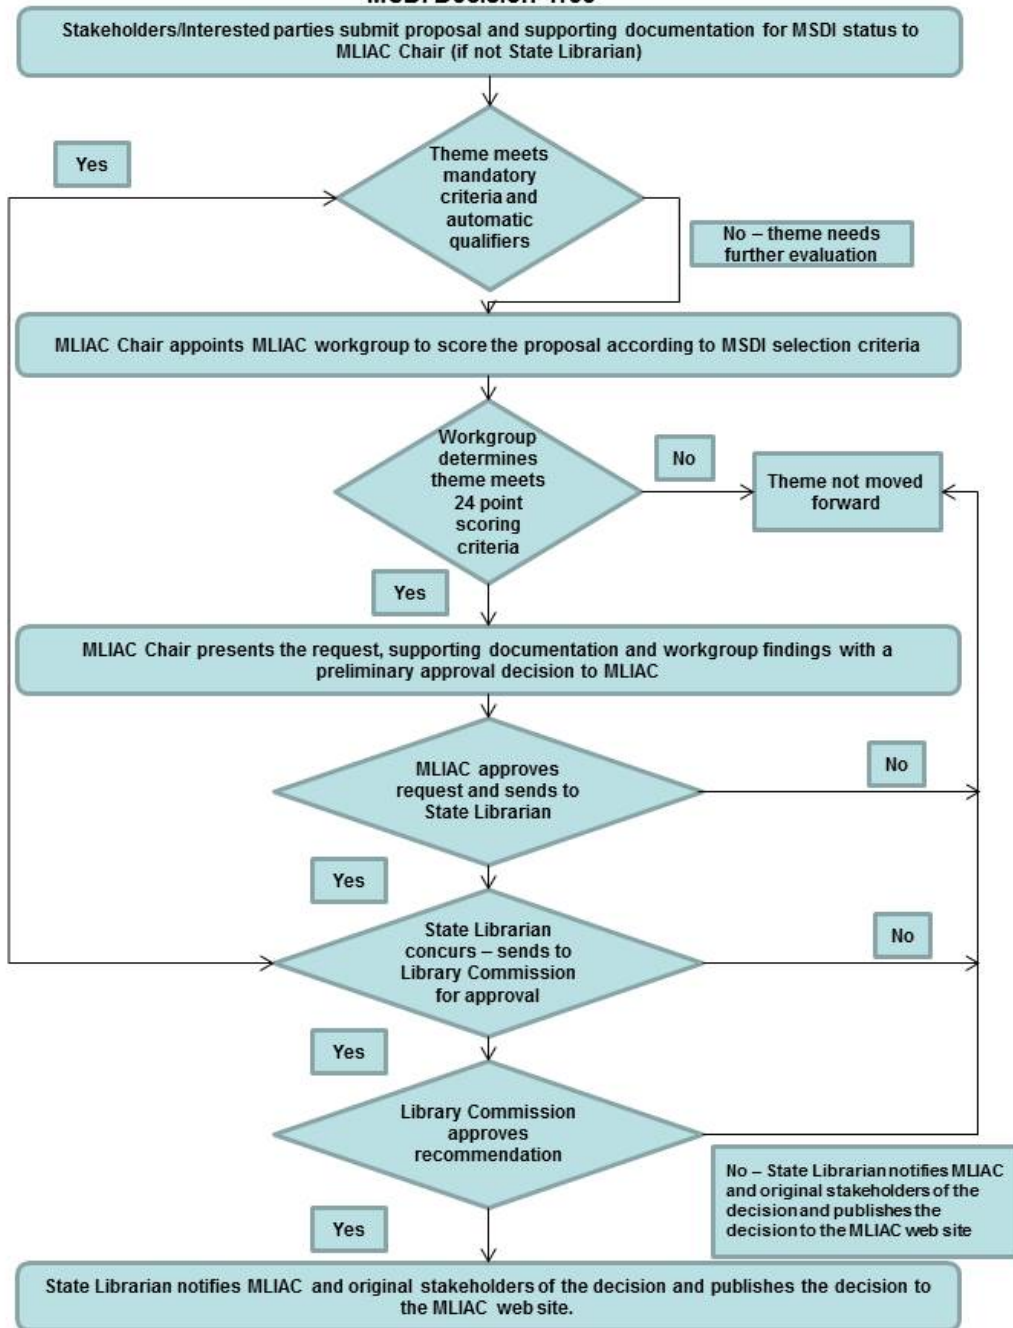 MSDI Decision Tree
Stakeholders/Interested parties submit proposal and supporting documentation for MSDI status to
MLIAC Chair (if not State Librarian)
Yes
Theme meets
mandatory
criteria and
automatic
qualifiers
No – theme needs
further evaluation
MLIAC Chair appoints MLIAC workgroup to score the proposal according to MSDI selection criteria
Workgroup
determines
theme meets
24 point
scoring
criteria
No
Theme not moved
forward
Yes
MLIAC Chair presents the request, supporting documentation and workgroup findings with a
preliminary approval decision to MLIAC
MLIAC approves
request and sends to
State Librarian
No
Yes
State Librarian
concurs – sends to
Library Commission
for approval
No
Yes
Library Commission
approves
recommendation
No – State Librarian notifies MLIAC
and original stakeholders of the
decision and publishes the
decision to the MLIAC web site
Yes
State Librarian notifies MLIAC and original stakeholders of the decision and publishes the decision to
the MLIAC web site.